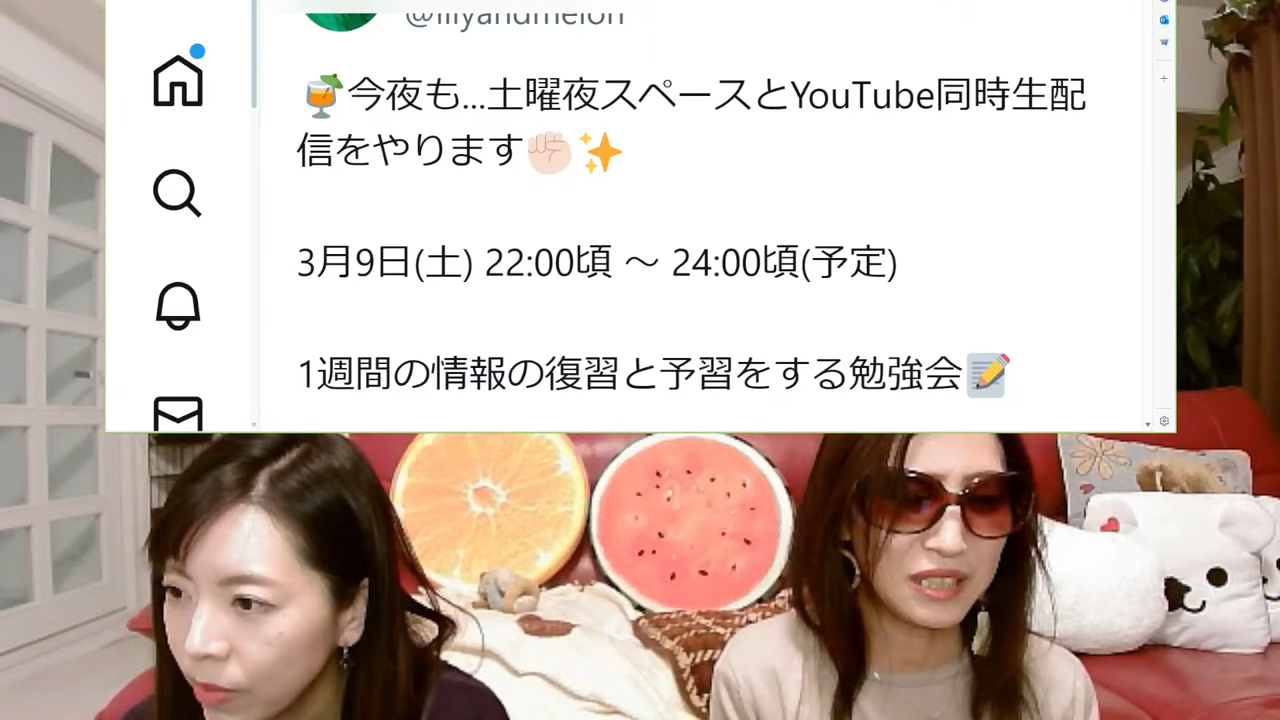 @lilyandmelon
🍹今夜も...土曜夜スペースとYouTube同時生配
信をやります✊🏻✨
3月9日(土) 22:00頃 ～ 24:00頃(予定)
1週間の情報の復習と予習をする勉強会📝